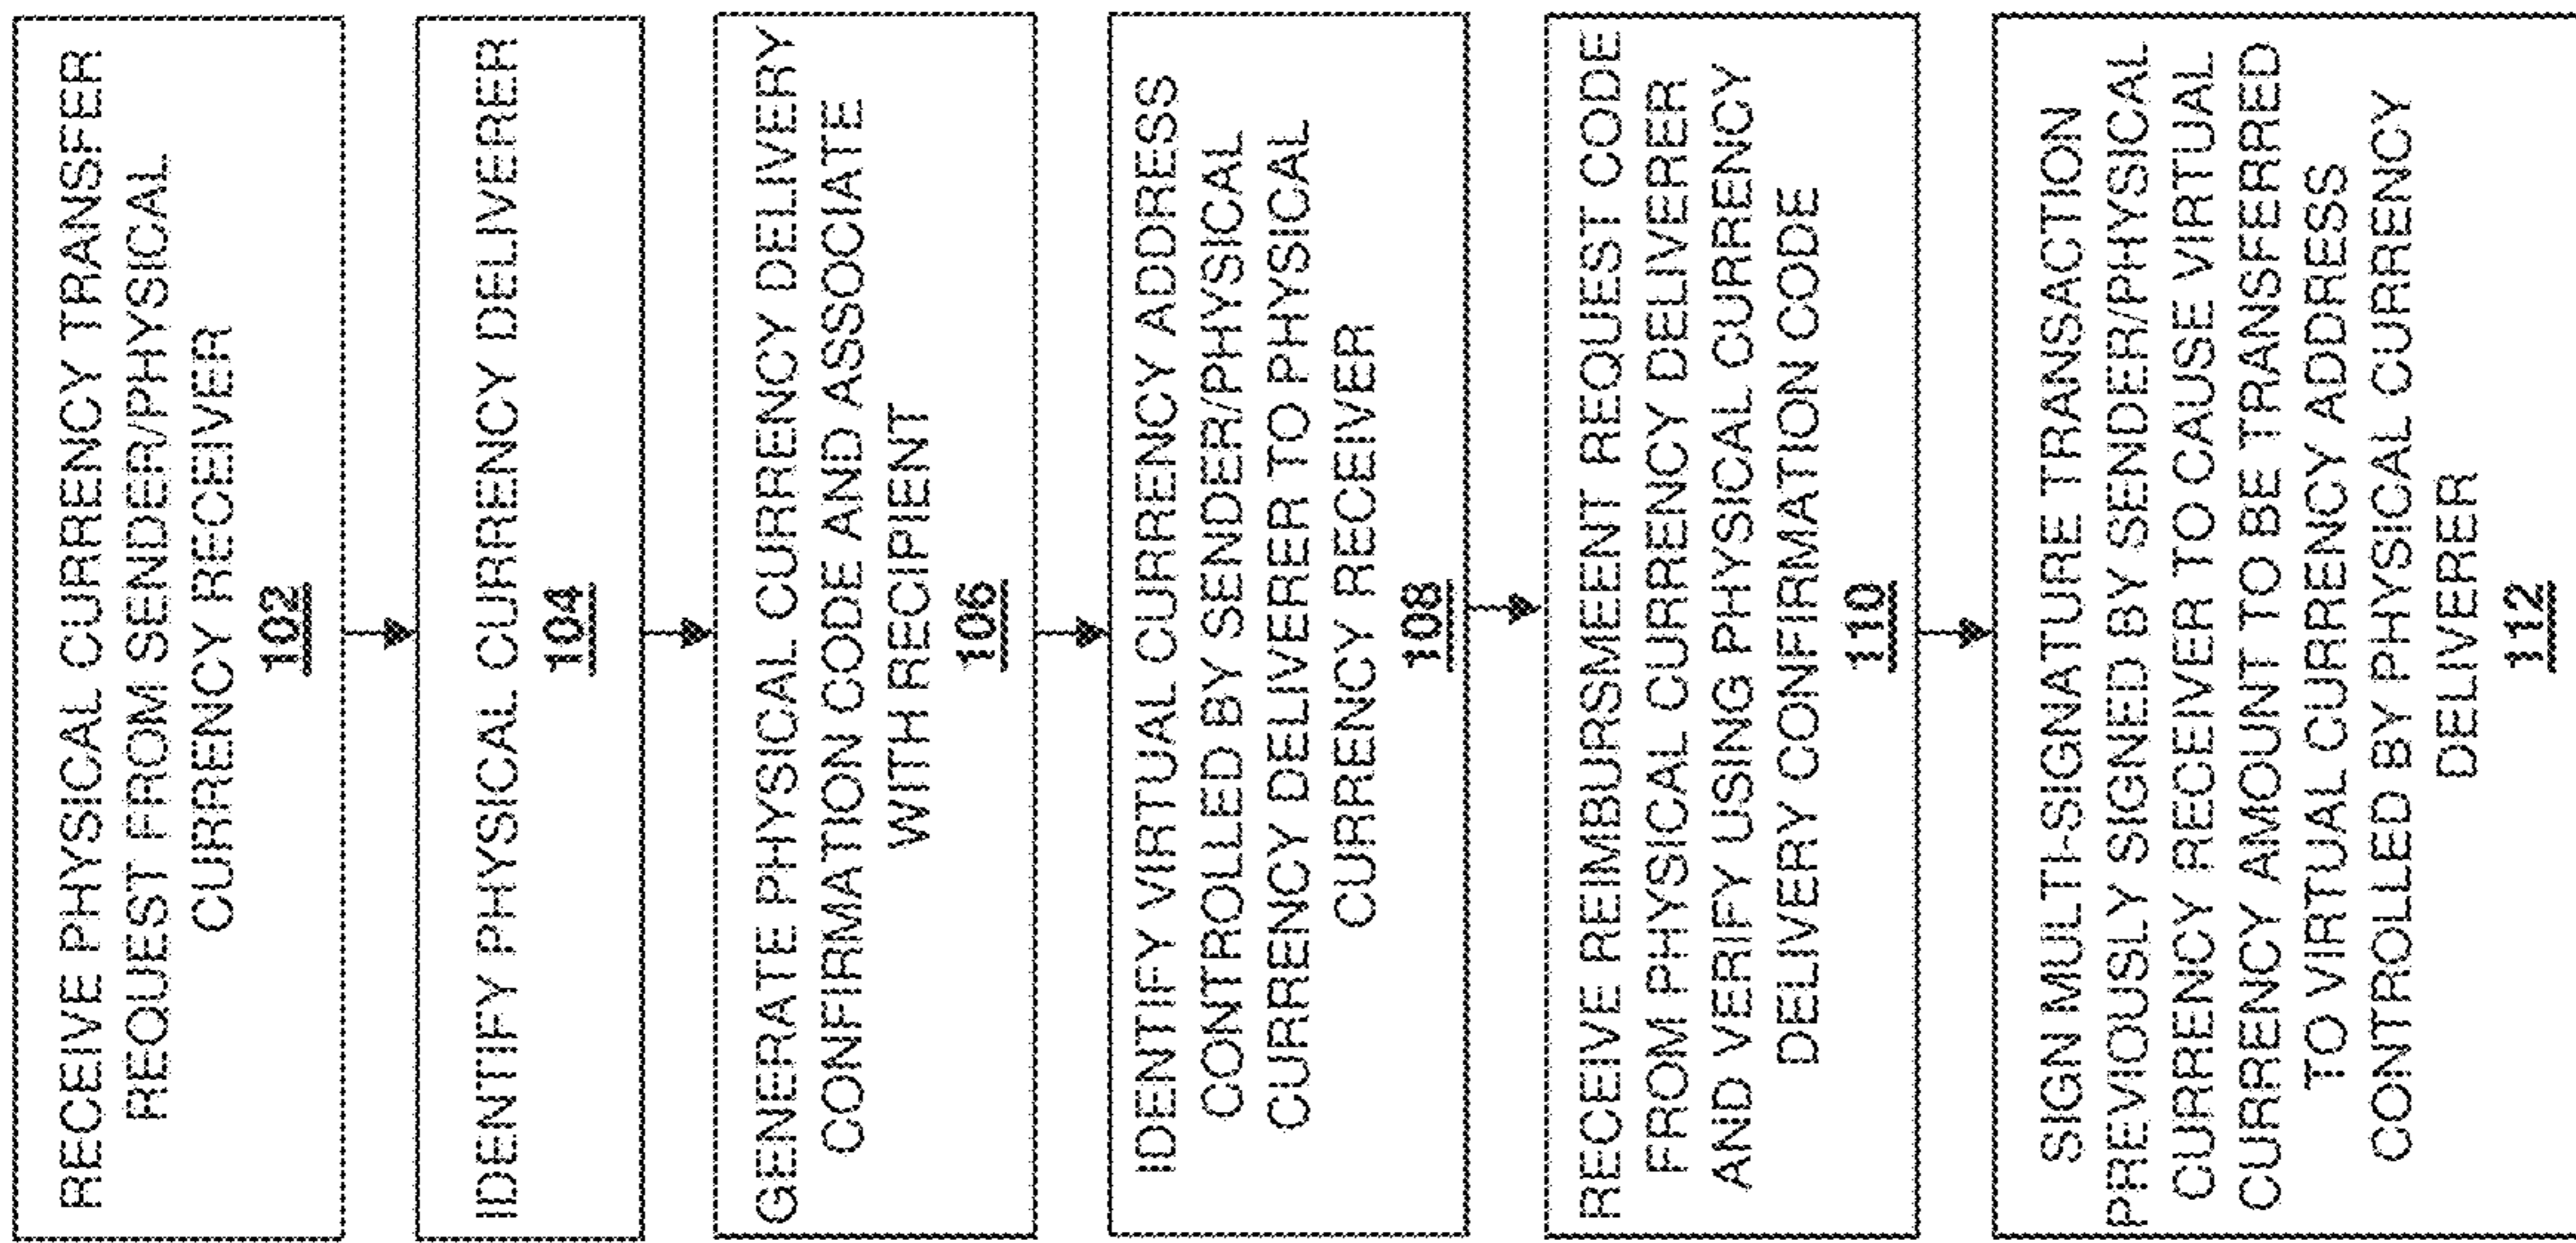 RECEIVE PHYSICAL CURRENCY TRANSFER
REQUEST FROM SENDER/PHYSICAL
CURRENCY RECEIVER
102
IDENTIFY PHYSICAL CURRENCY DELIVERER
104
GENERATE PHYSICAL CURRENCY DELIVERY
CONFIRMATION CODE AND ASSOCIATE
WITH RECIPIENT
106
IDENTIFY VIRTUAL CURRENCY ADDRESS
CONTROLLED BY SENDER/PHYSICAL
CURRENCY DELIVERER TO PHYSICAL
CURRENCY RECEIVER
108
RECEIVE REIMBURSMEENT REQUEST CODE
FROM PHYSICAL CURRENCY DELIVERER
AND VERIFY USING PHYSICAL CURRENCY
DELIVERY CONFIRMATION CODE
110
SIGN MULTI-SIGNATURE TRANSACTION
PREVIOUSLY SIGNED BY SENDER/PHYSICAL
CURRENCY RECEIVER TO CAUSE VIRTUAL
CURRENCY AMOUNT TO BE TRANSFERRED
TO VIRTUAL CURRENCY ADDRESS
CONTROLLED BY PHYSICAL CURRENCY
DELIVERER
112